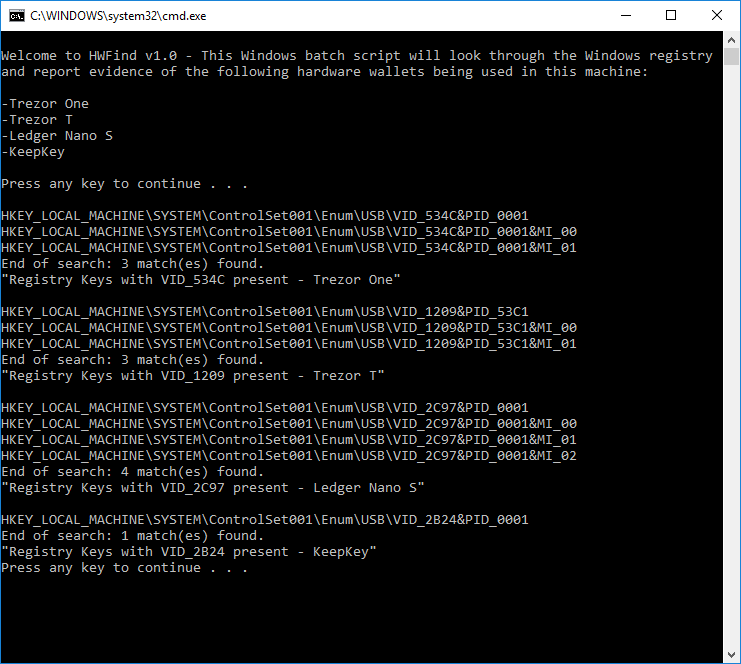 C:\WINDOWS\system32\cmd.exe
Welcome to HWFind v1.0 - This Windows batch script will look through the Windows registry
and report evidence of the following hardware wallets being used in this machine:
-Trezor One
-Trezor T
-Ledger Nano S
-KeepKey
Press any key to continue . . .
HKEY_LOCAL_MACHINE\SYSTEM\ControlSet001\Enum\USB\VID_534C&PID_0001
HKEY_LOCAL_MACHINE\SYSTEM\ControlSet001\Enum\USB\VID_534C&PID_0001&MI_00
HKEY_LOCAL_MACHINE\SYSTEM\ControlSet001\Enum\USB\VID_534C&PID_0001&MI_01
End of search: 3 match(es) found.
"Registry Keys with VID_534C present - Trezor One"
HKEY_LOCAL_MACHINE\SYSTEM\ControlSet001\Enum\USB\VID_1209&PID_53C1
HKEY_LOCAL_MACHINE\SYSTEM\ControlSet001\Enum\USB\VID_1209&PID_53C1&MI_00
HKEY_LOCAL_MACHINE\SYSTEM\ControlSet001\Enum\USB\VID_1209&PID_53C1&MI_01
End of search: 3 match(es) found.
"Registry Keys with VID_1209 present - Trezor T"
HKEY_LOCAL_MACHINE\SYSTEM\ControlSet001\Enum\USB\VID_2C97&PID_0001
HKEY_LOCAL_MACHINE\SYSTEM\ControlSet001\Enum\USB\VID_2C97&PID_0001&MI_00
HKEY_LOCAL_MACHINE\SYSTEM\ControlSet001\Enum\USB\VID_2C97&PID_0001&MI_01
HKEY_LOCAL_MACHINE\SYSTEM\ControlSet001\Enum\USB\VID_2C97&PID_0001&MI_02
End of search: 4 match(es) found.
"Registry Keys with VID_2C97 present - Ledger Nano S"
HKEY_LOCAL_MACHINE\SYSTEM\ControlSet001\Enum\USB\VID_2B24&PID_0001
End of search: 1 match(es) found.
"Registry Keys with VID_2B24 present - KeepKey"
Press any key to continue . . .